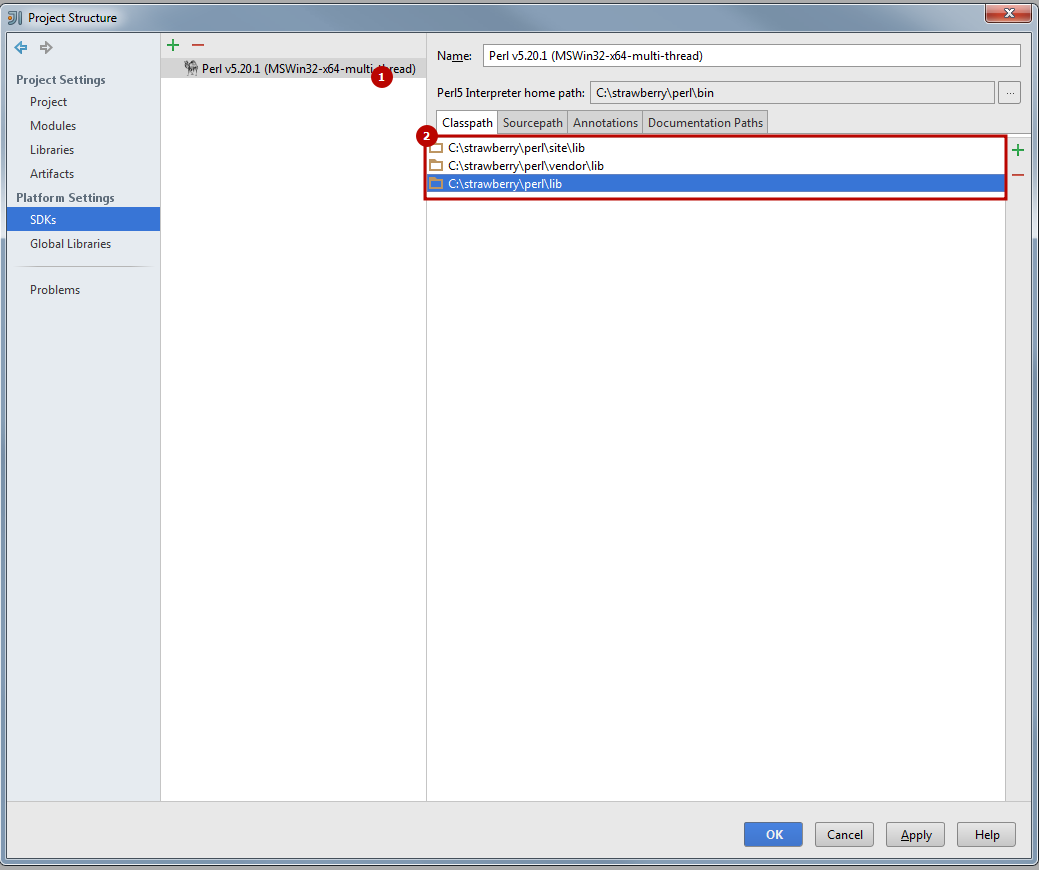 Project Structure
Project Settings
Project
Modules
Libraries
Artifacts
Platform Settings
SDKs
Global Libraries
Problems
Perl v5.20.1 (MSWin32-x64-multi-thread)
1
Name: Perl v5.20.1 (MSWin32-x64-multi-thread)
Perl5 Interpreter home path: C:\strawberry\perl\bin ...
Classpath Sourcepath Annotations Documentation Paths
2
C:\strawberry\perl\site\lib
C:\strawberry\perl\vendor\lib
C:\strawberry\perl\lib
OK Cancel Apply Help